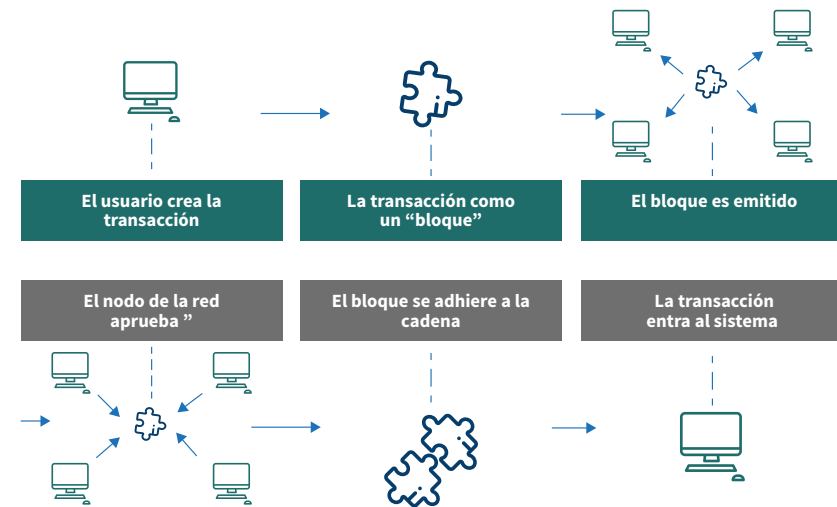 El usuario crea la
transacción
La transacción como
un “bloque”
El bloque es emitido
El nodo de la red
aprueba ”
El bloque se adhiere a la
cadena
La transacción
entra al sistema